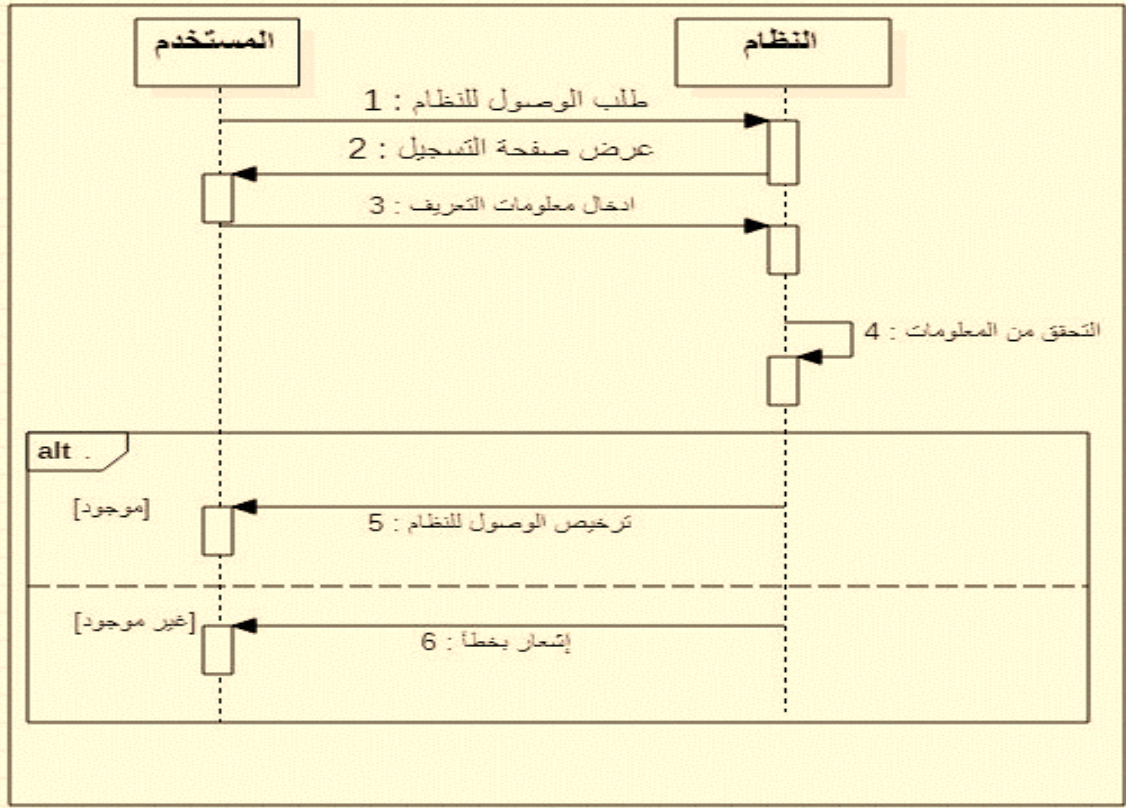 المستخدم
النظام
1 : طلب الوصول للنظام
2 : عرض صفحة التسجيل
3 : ادخال معلومات التعريف
4 : التحقق من المعلومات
alt .
[موجود]
5 : ترخيص الوصول للنظام
[غير موجود]
6 : إشعار بخطأ